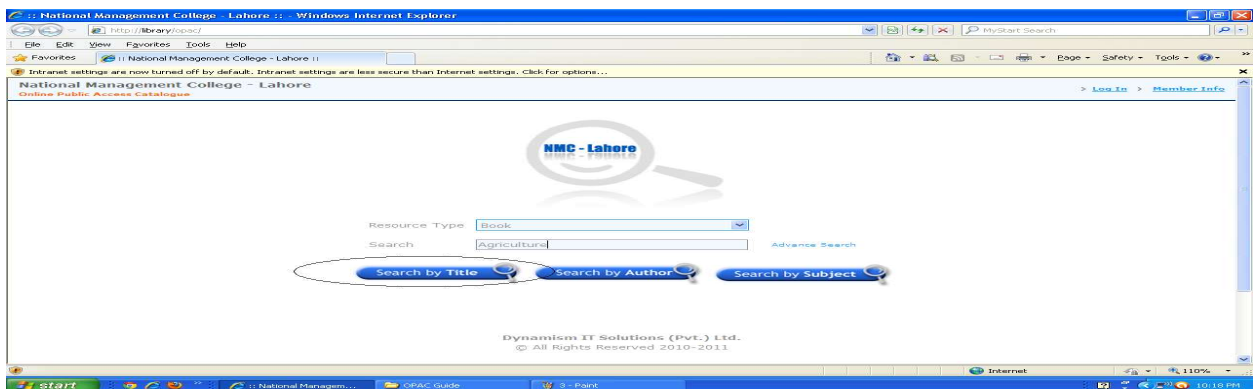 :: National Management College - Lahore :: - Windows Internet Explorer
http://library/opac/ MyStart Search
File Edit View Favorites Tools Help
Favorites :: National Management College - Lahore :: Page Safety Tools
Intranet settings are now turned off by default. Intranet settings are less secure than Internet settings. Click for options...
National Management College - Lahore
Online Public Access Catalogue
> Log In > Member Info
NMC - Lahore
Resource Type Book
Search Agriculture Advance Search
Search by Title Search by Author Search by Subject
Dynamism IT Solutions (Pvt.) Ltd.
© All Rights Reserved 2010-2011
Internet 110%
start :: National Managem... OPAC Guide 3 - Paint 10:18 PM